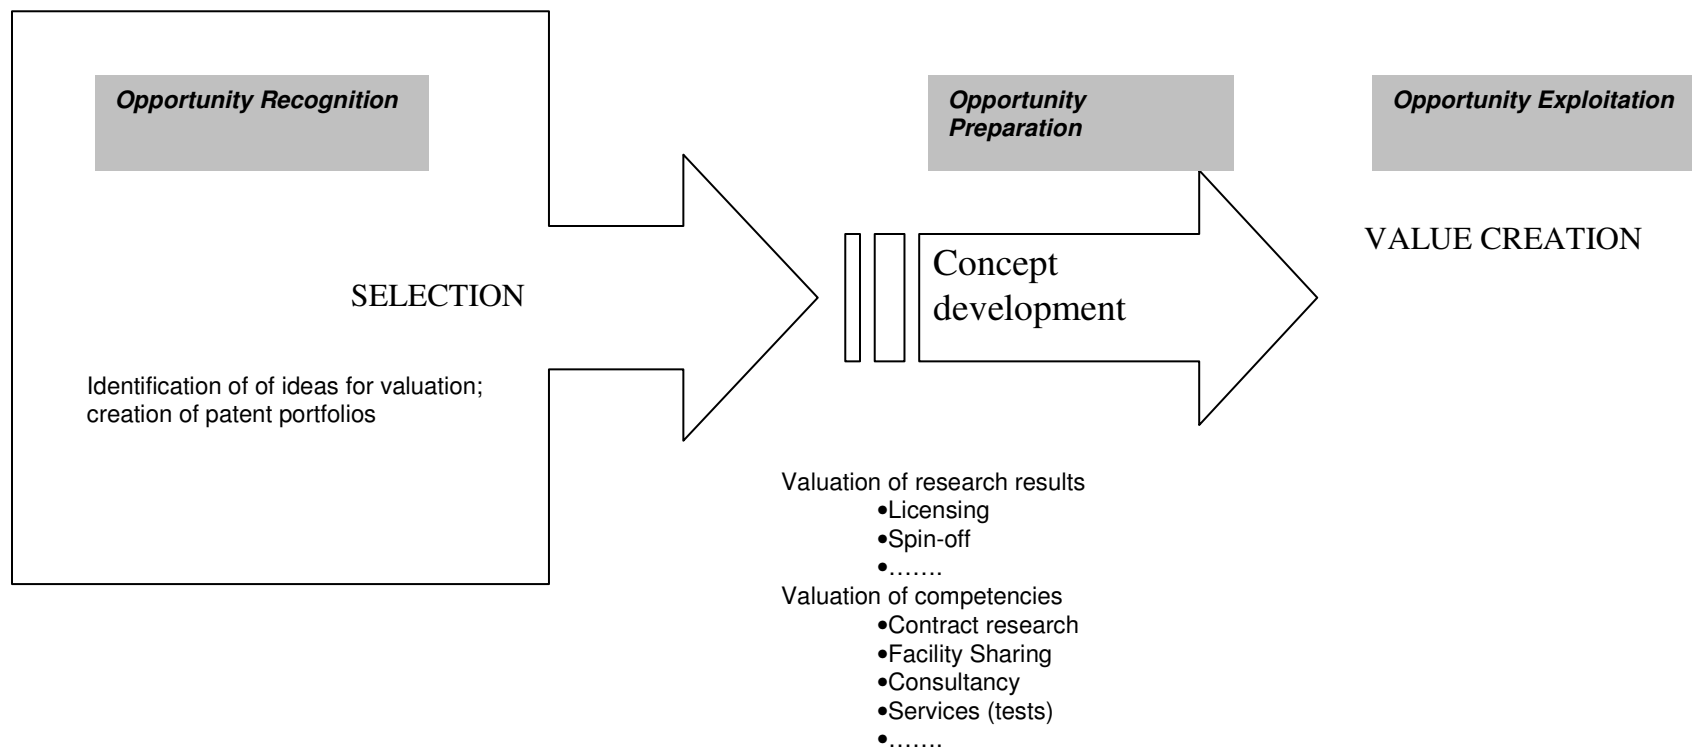 Opportunity Recognition
Opportunity
Preparation
Opportunity Exploitation
VALUE CREATION
SELECTION
Concept
development
Identification of of ideas for valuation;
creation of patent portfolios
Valuation of research results
•Licensing
•Spin-off
•.......
Valuation of competencies
•Contract research
•Facility Sharing
•Consultancy
•Services (tests)
•.......